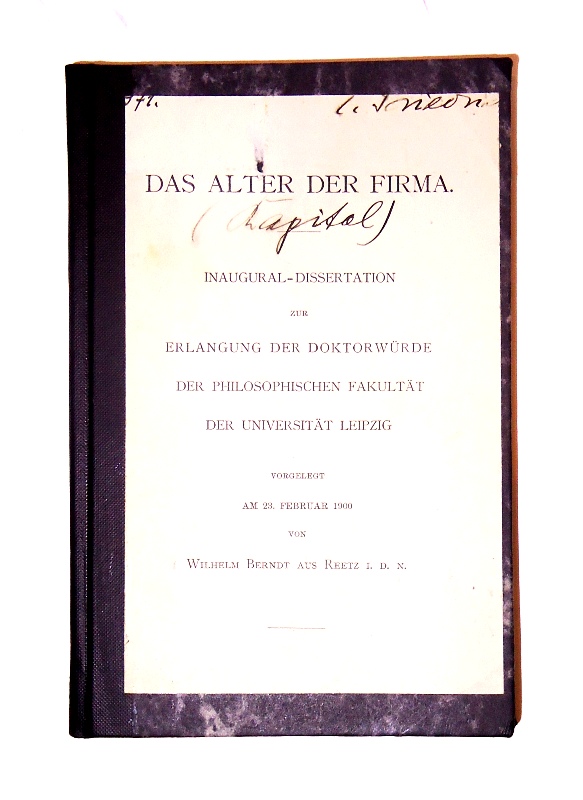 DAS ALTER DER FIRMA.
(Kapital)
INAUGURAL-DISSERTATION
ZUR
ERLANGUNG DER DOKTORWÜRDE
DER PHILOSOPHISCHEN FAKULTÄT
DER UNIVERSITÄT LEIPZIG
VORGELEGT
AM 23. FEBRUAR 1900
VON
WILHELM BERNDT AUS REETZ I. D. N.